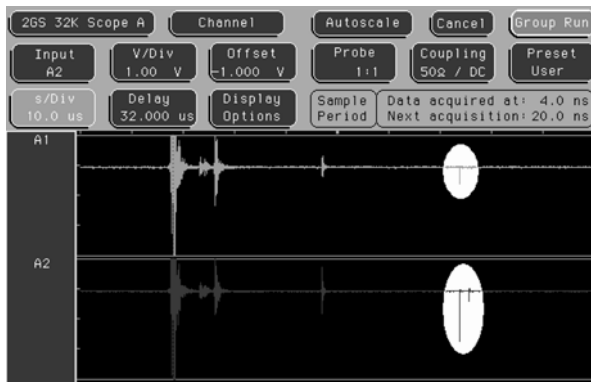 2GS 32K Scope A Channel Autoscale Cancel Group Run
Input A2 V/Div 1.00 V Offset -1.000 V Probe 1:1 Coupling 50Ω / DC Preset User
s/Div 10.0 us Delay 32.000 us Display Options Sample Period Data acquired at: 4.0 ns Next acquisition: 20.0 ns
A1
A2